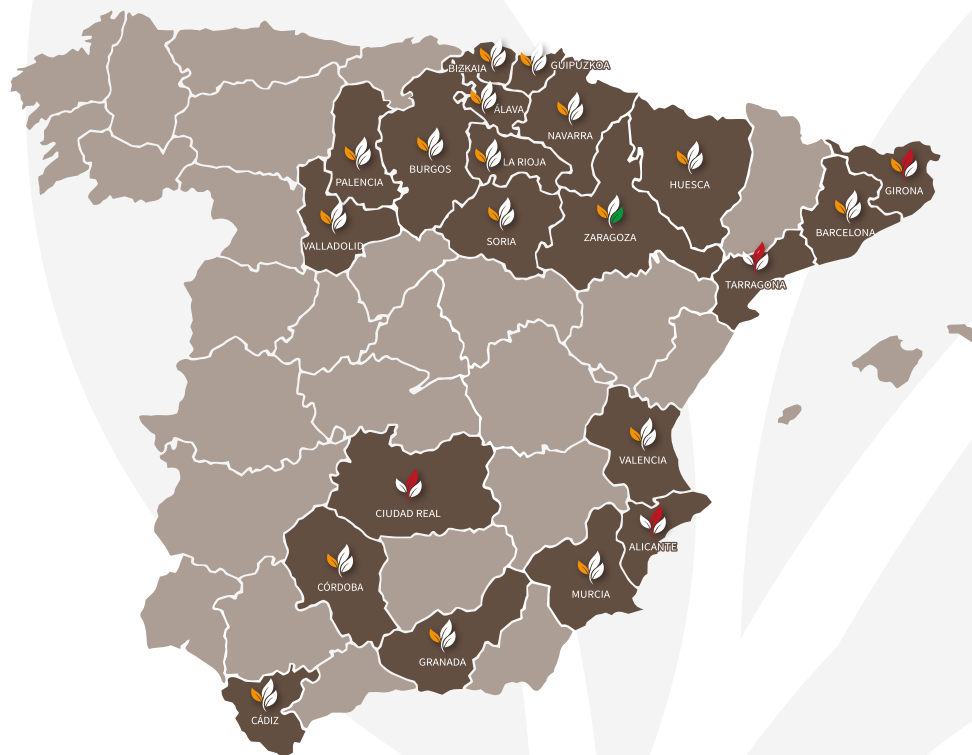 BIZKAIA
GUIPÚZKOA
ÁLAVA
NAVARRA
PALENCIA
BURGOS
LA RIOJA
HUESCA
GIRONA
VALLADOLID
SORIA
ZARAGOZA
BARCELONA
TARRAGONA
VALENCIA
CIUDAD REAL
ALICANTE
CÓRDOBA
MURCIA
GRANADA
CÁDIZ